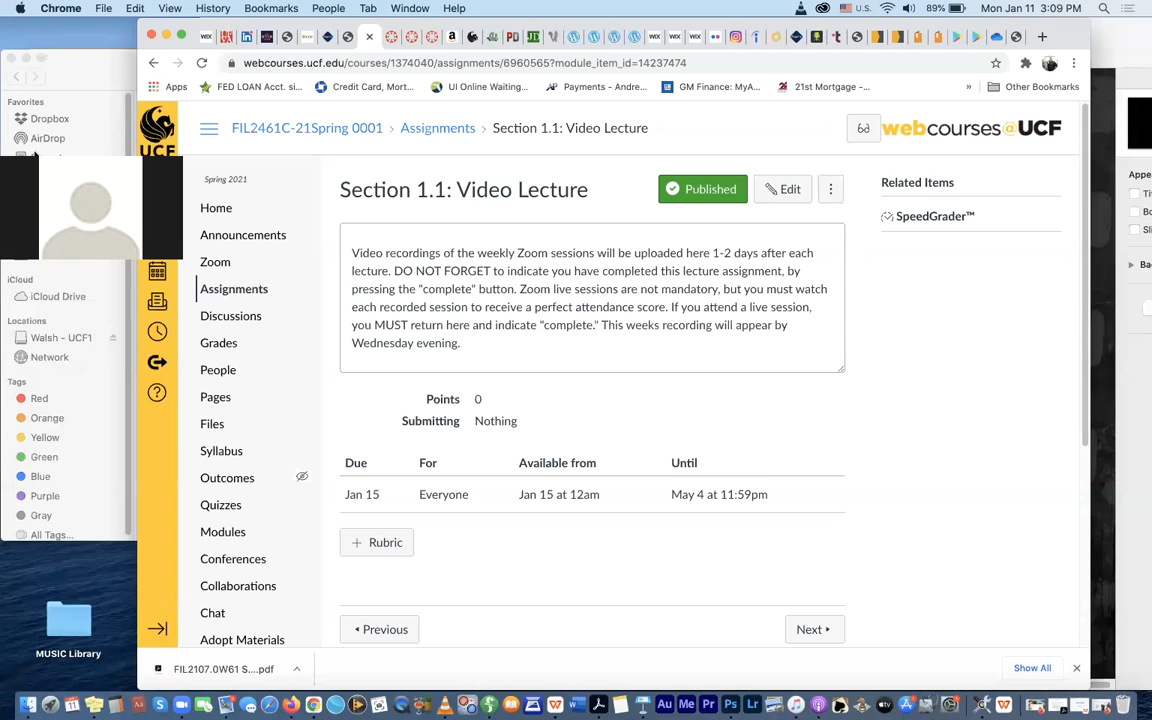 Chrome File Edit View History Bookmarks People Tab Window Help U.S. 89% Mon Jan 11 3:09 PM
webcourses.ucf.edu/courses/1374040/assignments/6960565?module_item_id=14237474
Apps FED LOAN Acct. si... Credit Card, Mort... UI Online Waiting... Payments - Andre... GM Finance: MyA... 21st Mortgage -... » Other Bookmarks
Favorites
Dropbox
AirDrop
iCloud
iCloud Drive
Locations
Walsh - UCF1
Network
Tags
Red
Orange
Yellow
Green
Blue
Purple
Gray
All Tags...
MUSIC Library
UCF
FIL2461C-21Spring 0001 › Assignments › Section 1.1: Video Lecture
webcourses@UCF
Spring 2021
Home
Announcements
Zoom
Assignments
Discussions
Grades
People
Pages
Files
Syllabus
Outcomes
Quizzes
Modules
Conferences
Collaborations
Chat
Adopt Materials
Section 1.1: Video Lecture
Published
Edit
Video recordings of the weekly Zoom sessions will be uploaded here 1-2 days after each
lecture. DO NOT FORGET to indicate you have completed this lecture assignment, by
pressing the "complete" button. Zoom live sessions are not mandatory, but you must watch
each recorded session to receive a perfect attendance score. If you attend a live session,
you MUST return here and indicate "complete." This weeks recording will appear by
Wednesday evening.
Points 0
Submitting Nothing
Due For Available from Until
Jan 15 Everyone Jan 15 at 12am May 4 at 11:59pm
+ Rubric
Previous
Next
Related Items
SpeedGrader™
FIL2107.0W61 S....pdf
Show All
Au Me Pr Ps Lr